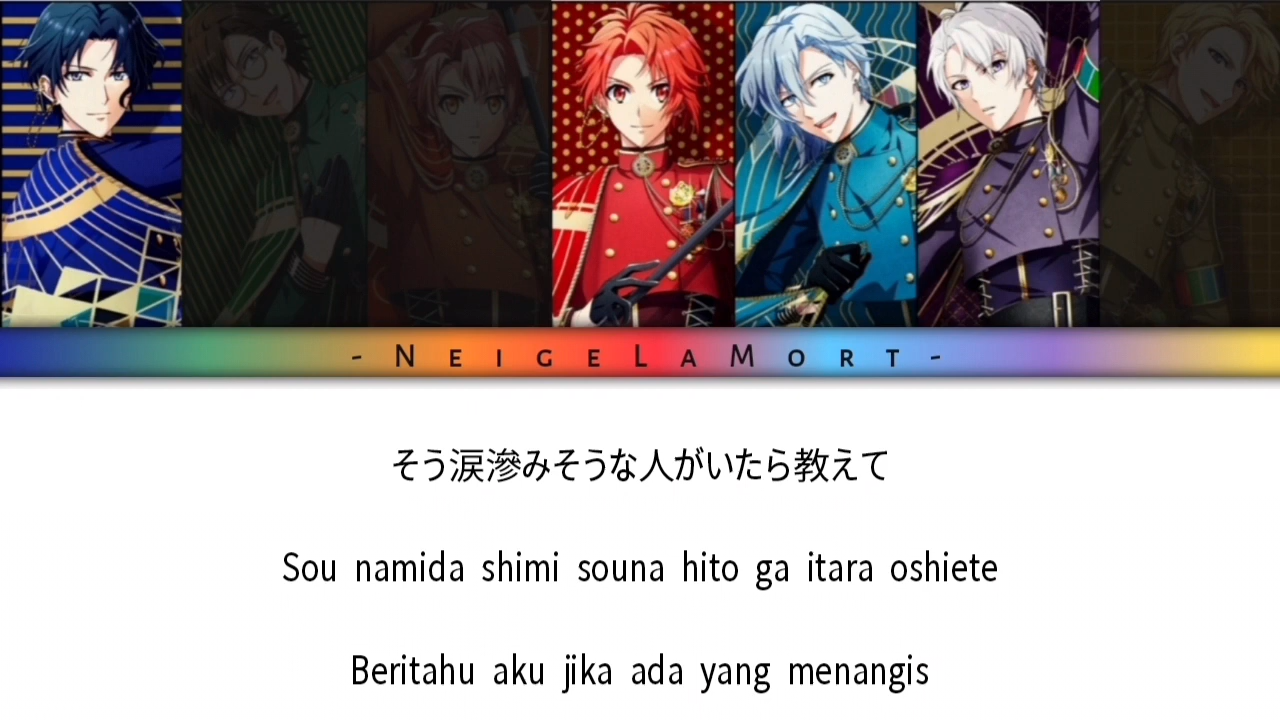 - NEIGELAMORT -
そう涙滲みそうな人がいたら教えて
Sou namida shimi souna hito ga itara oshiete
Beritahu aku jika ada yang menangis